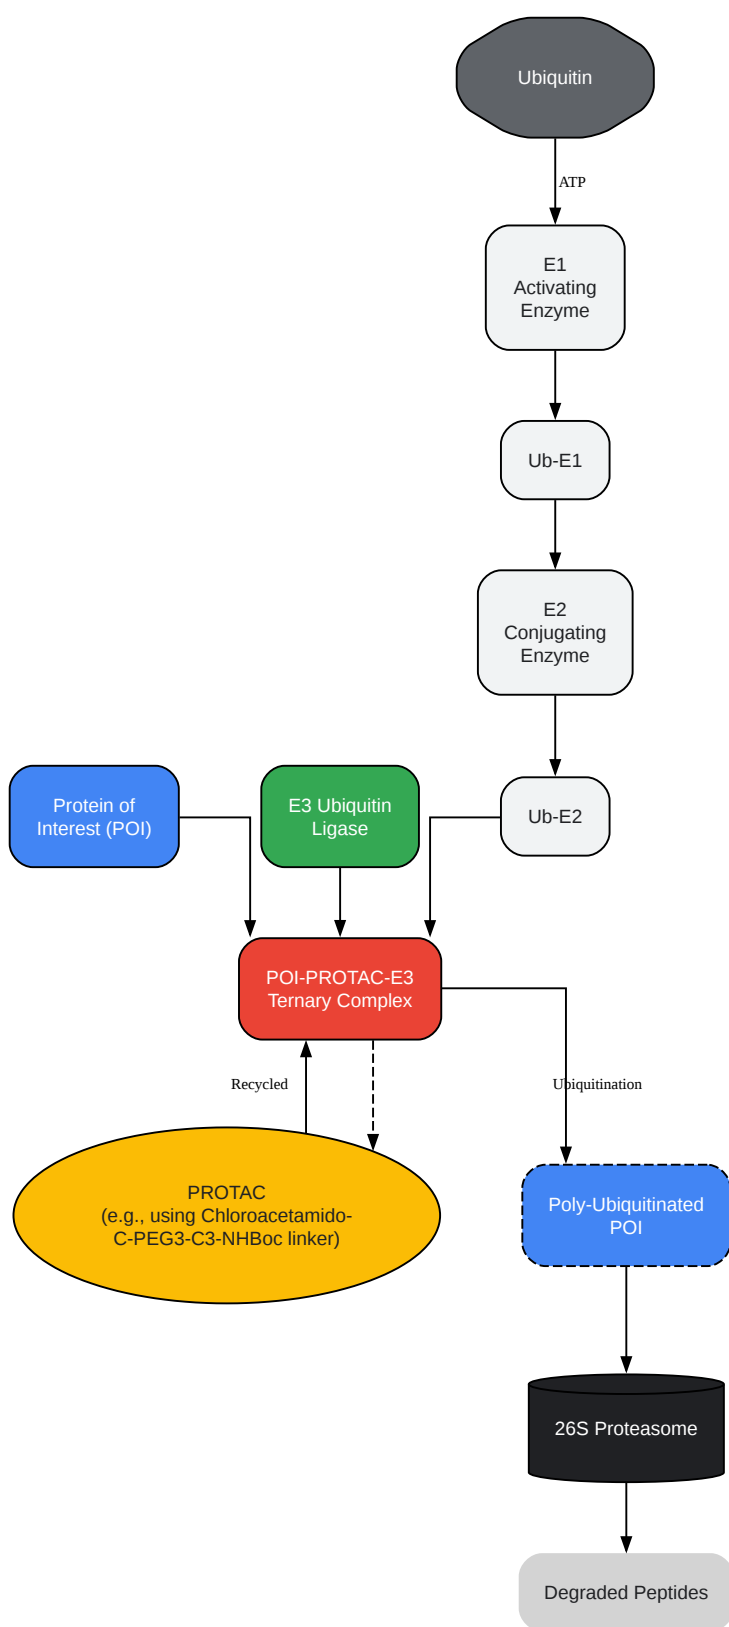 Ubiquitin
ATP
E1
Activating
Enzyme
Ub-E1
E2
Conjugating
Enzyme
Protein of
Interest (POI)
E3 Ubiquitin
Ligase
Ub-E2
POI-PROTAC-E3
Ternary Complex
Recycled
Ubiquitination
PROTAC
(e.g., using Chloroacetamido-
C-PEG3-C3-NHBoc linker)
Poly-Ubiquitinated
POI
26S Proteasome
Degraded Peptides